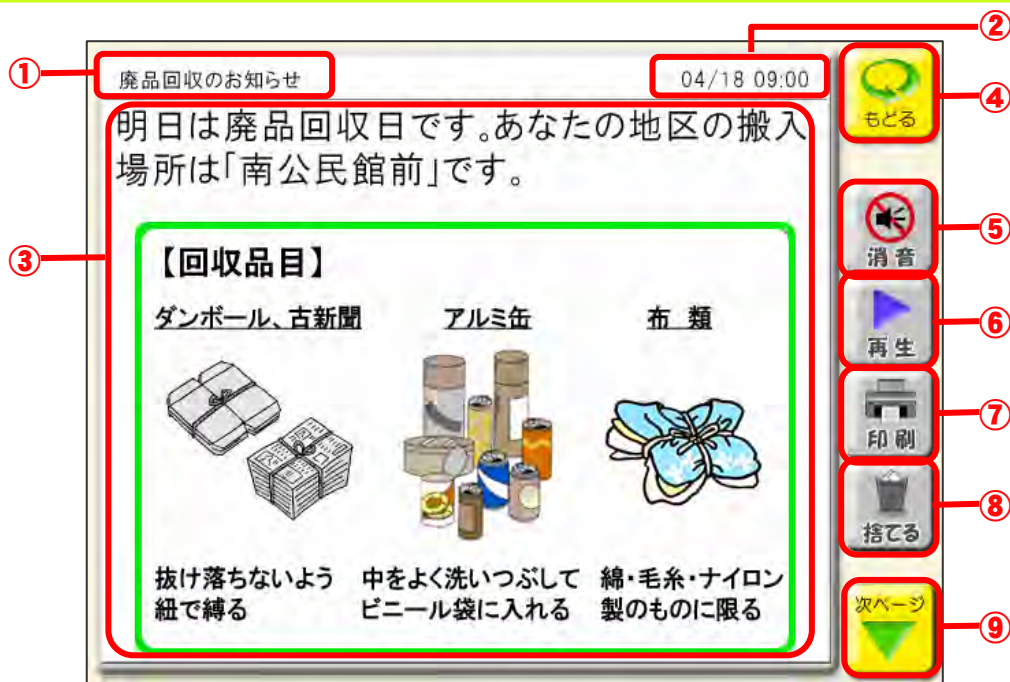 ①
廃品回収のお知らせ
②
04/18 09:00
④
もどる
③
明日は廃品回収日です。あなたの地区の搬入
場所は「南公民館前」です。
【回収品目】
ダンボール、古新聞 アルミ缶 布 類
抜け落ちないよう 中をよく洗いつぶして 綿・毛糸・ナイロン
紐で縛る ビニール袋に入れる 製のものに限る
⑤
消音
⑥
再生
⑦
印刷
⑧
捨てる
⑨
次ページ